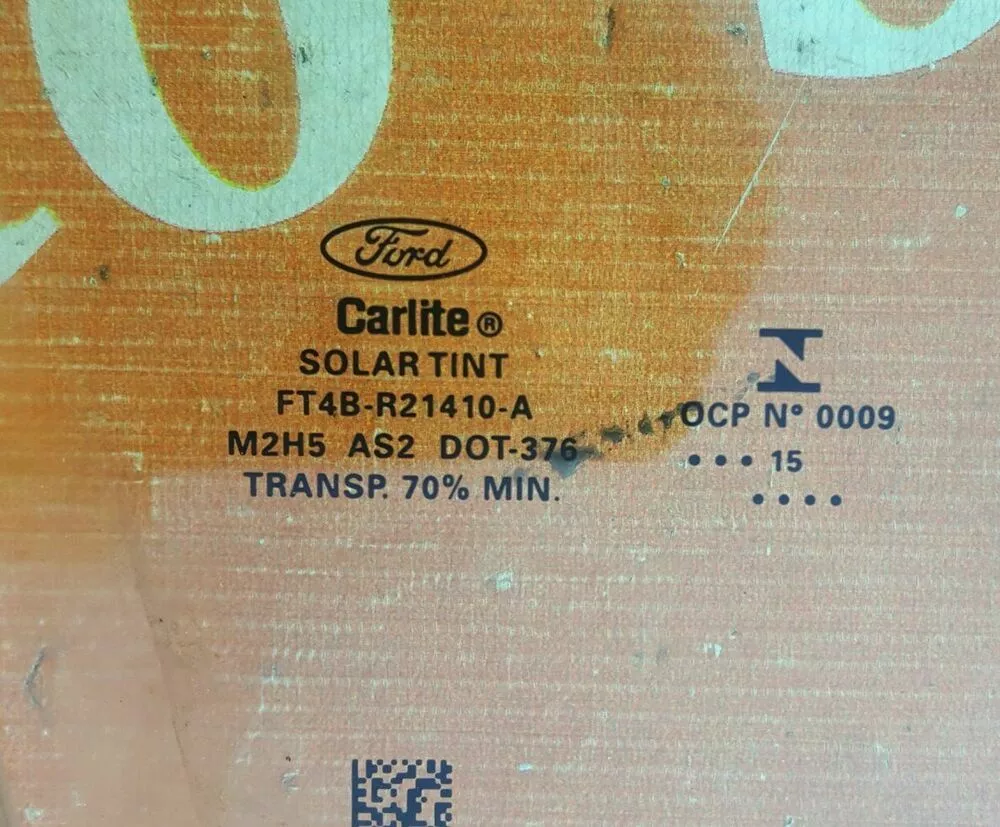 Ford
Carlite®
SOLAR TINT
FT4B-R21410-A
M2H5 AS2 DOT-376
TRANSP. 70% MIN.
N
OCP N° 0009
• • • 15
• • • •